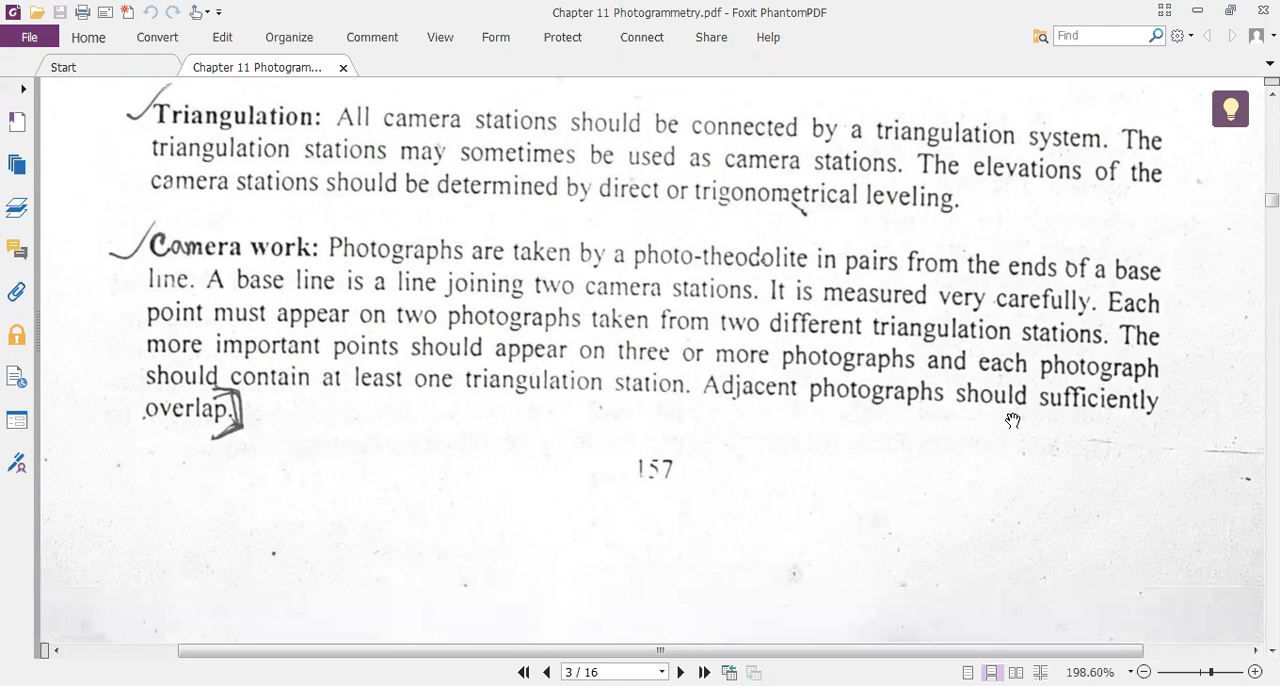 Chapter 11 Photogrammetry.pdf - Foxit PhantomPDF
File Home Convert Edit Organize Comment View Form Protect Connect Share Help Find
Start Chapter 11 Photogram...
Triangulation: All camera stations should be connected by a triangulation system. The
triangulation stations may sometimes be used as camera stations. The elevations of the
camera stations should be determined by direct or trigonometrical leveling.
Camera work: Photographs are taken by a photo-theodolite in pairs from the ends of a base
line. A base line is a line joining two camera stations. It is measured very carefully. Each
point must appear on two photographs taken from two different triangulation stations. The
more important points should appear on three or more photographs and each photograph
should contain at least one triangulation station. Adjacent photographs should sufficiently
overlap.
157
3 / 16 198.60%